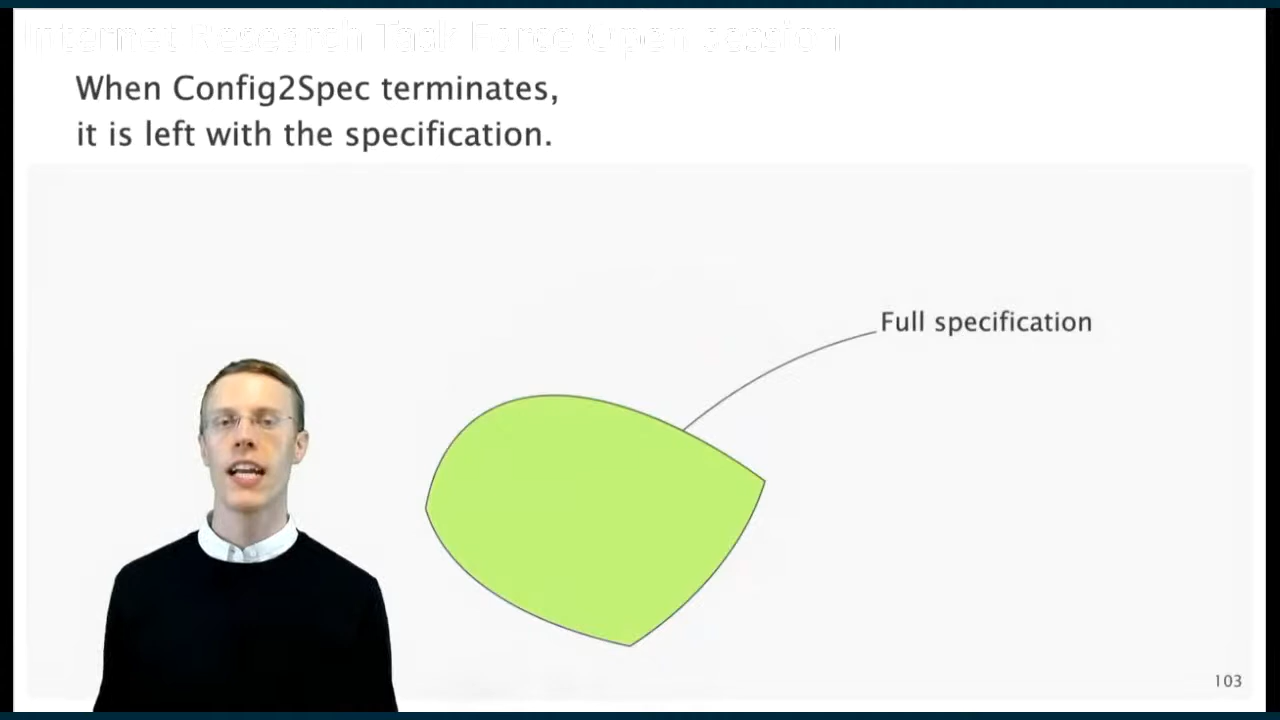 Internet Research Task Force Open Session
When Config2Spec terminates,
it is left with the specification.
Full specification
103